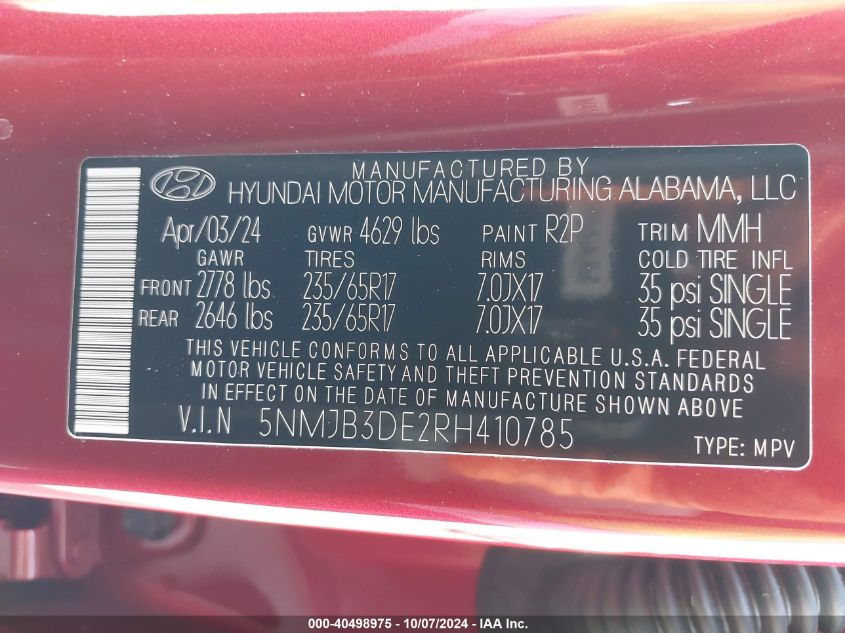 MANUFACTURED BY
HYUNDAI MOTOR MANUFACTURING ALABAMA, LLC
Apr/03/24 GVWR 4629 lbs PAINT R2P TRIM MMH
GAWR TIRES RIMS COLD TIRE INFL
FRONT 2778 lbs 235/65R17 7.0JX17 35 psi SINGLE
REAR 2646 lbs 235/65R17 7.0JX17 35 psi SINGLE
THIS VEHICLE CONFORMS TO ALL APPLICABLE U.S.A. FEDERAL
MOTOR VEHICLE SAFETY AND THEFT PREVENTION STANDARDS
IN EFFECT ON THE DATE OF MANUFACTURE SHOWN ABOVE
V.I.N 5NMJB3DE2RH410785
TYPE: MPV
000-40498975 - 10/07/2024 - 117 - IAA Inc.